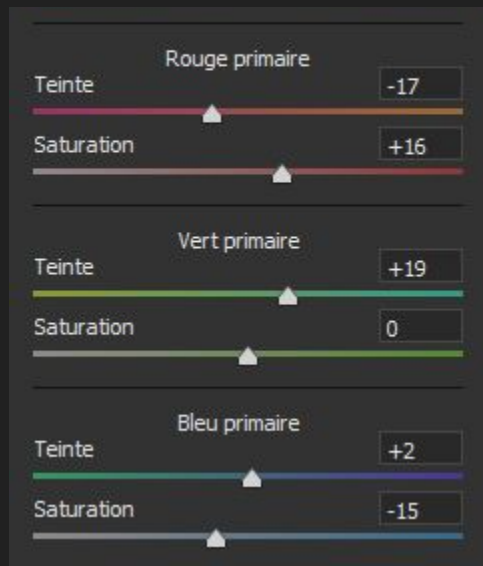 Rouge primaire
Teinte -17
Saturation +16
Vert primaire
Teinte +19
Saturation 0
Bleu primaire
Teinte +2
Saturation -15